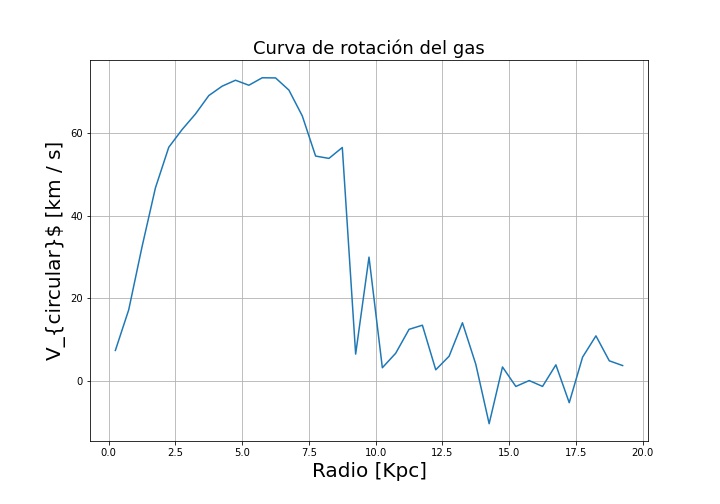 Curva de rotación del gas
V_{circular}$ [km / s]
60
40
20
0
0.0 2.5 5.0 7.5 10.0 12.5 15.0 17.5 20.0
Radio [Kpc]